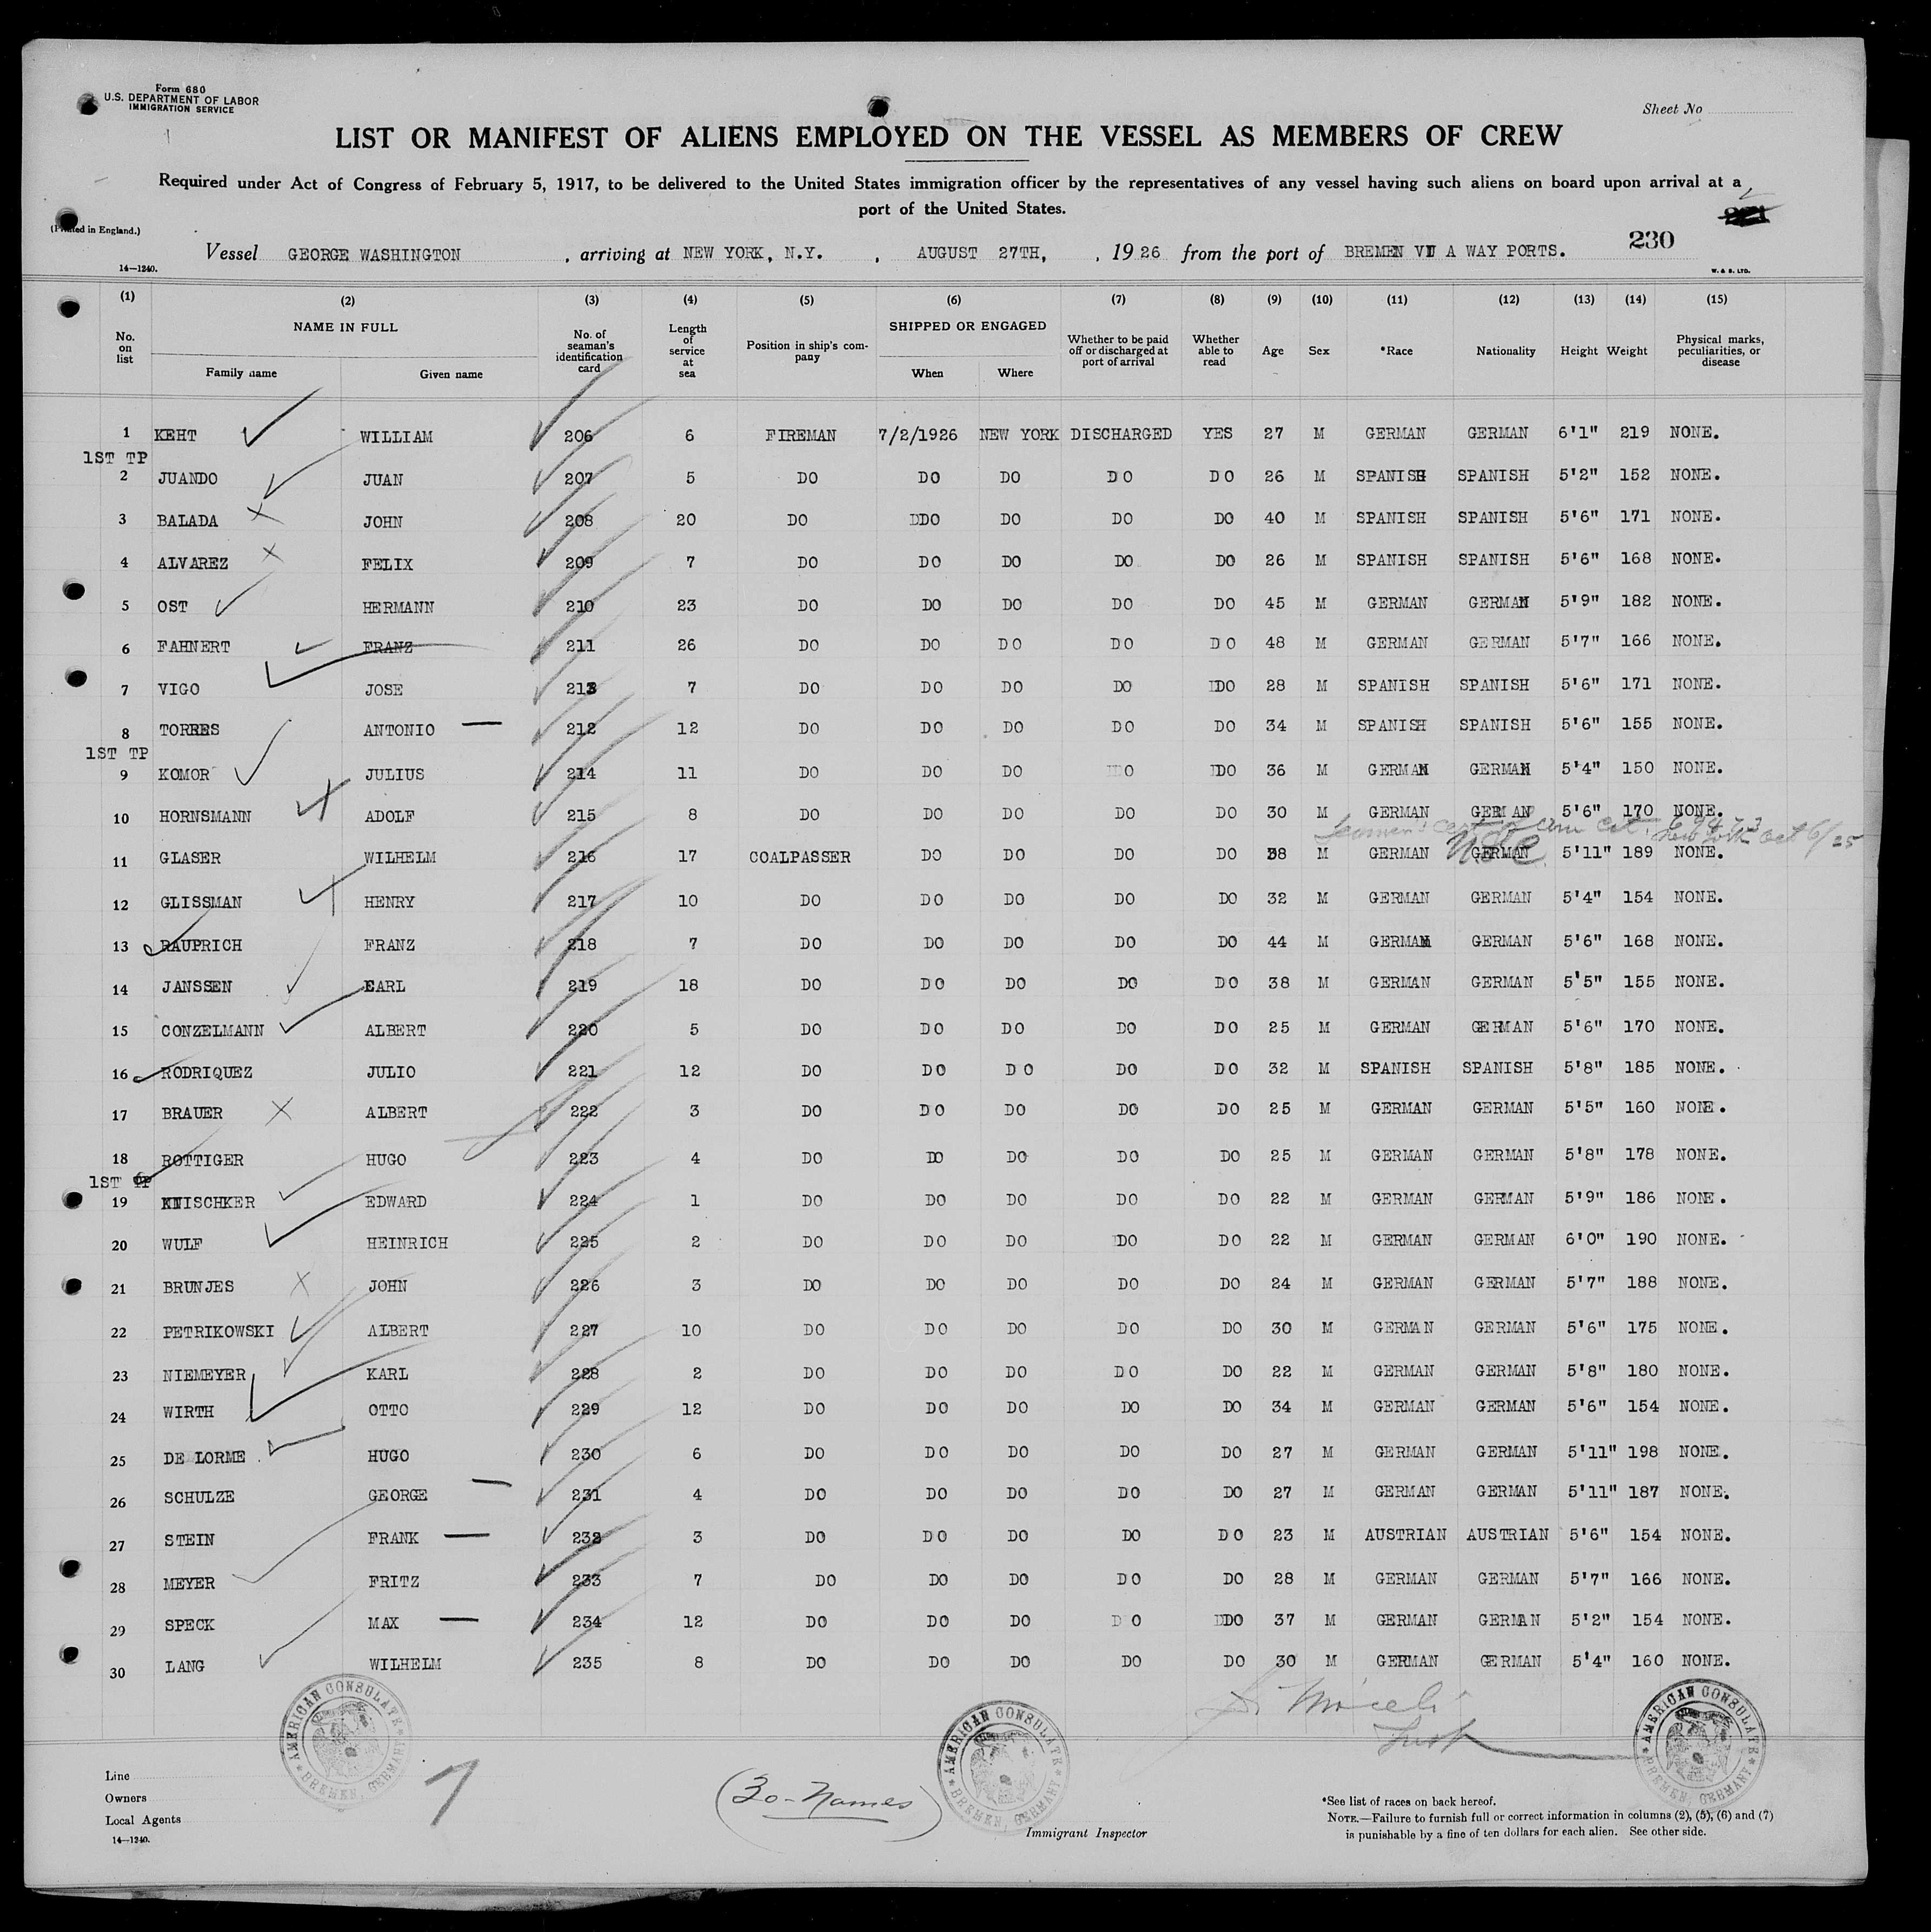 Form 680
U.S. DEPARTMENT OF LABOR
IMMIGRATION SERVICE
Sheet No
LIST OR MANIFEST OF ALIENS EMPLOYED ON THE VESSEL AS MEMBERS OF CREW
Required under Act of Congress of February 5, 1917, to be delivered to the United States immigration officer by the representatives of any vessel having such aliens on board upon arrival at a
port of the United States.
(Printed in England.)
Vessel GEORGE WASHINGTON, arriving at NEW YORK, N.Y., AUGUST 27TH, , 1926 from the port of BREMEN A WAY PORTS. 230
14—1240. W. & S. LTD.
(1) (2) (3) (4) (5) (6) (7) (8) (9) (10) (11) (12) (13) (14) (15)
No. on list NAME IN FULL Family name Given name No. of seaman's identification card Length of service at sea Position in ship's company SHIPPED OR ENGAGED When Where Whether to be paid off or discharged at port of arrival Whether able to read Age Sex *Race Nationality Height Weight Physical marks, peculiarities, or disease
1 KEHT WILLIAM 206 6 FIREMAN 7/2/1926 NEW YORK DISCHARGED YES 27 M GERMAN GERMAN 6'1" 219 NONE.
1ST TP
2 JUANDO JUAN 207 5 DO DO DO DO DO 26 M SPANISH SPANISH 5'2" 152 NONE.
3 BALADA JOHN 208 20 DO DDO DO DO DO 40 M SPANISH SPANISH 5'6" 171 NONE.
4 ALVAREZ FELIX 209 7 DO DO DO DO DO 26 M SPANISH SPANISH 5'6" 168 NONE.
5 OST HERMANN 210 23 DO DO DO DO DO 45 M GERMAN GERMAN 5'9" 182 NONE.
6 FAHNERT FRANZ 211 26 DO DO DO DO DO 48 M GERMAN GERMAN 5'7" 166 NONE.
7 VIGO JOSE 213 7 DO DO DO DO DO 28 M SPANISH SPANISH 5'6" 171 NONE.
8 TORRES ANTONIO 212 12 DO DO DO DO DO 34 M SPANISH SPANISH 5'6" 155 NONE.
1ST TP
9 KOMOR JULIUS 214 11 DO DO DO DO DO 36 M GERMAN GERMAN 5'4" 150 NONE.
10 HORNSMANN ADOLF 215 8 DO DO DO DO DO 30 M GERMAN GERMAN 5'6" 170 NONE.
Seaman's cert of am cit. New York Oct 6/25
11 GLASER WILHELM 216 17 COALPASSER DO DO DO DO 38 M GERMAN GERMAN 5'11" 189 NONE.
12 GLISSMAN HENRY 217 10 DO DO DO DO DO 32 M GERMAN GERMAN 5'4" 154 NONE.
13 RAUPRICH FRANZ 218 7 DO DO DO DO DO 44 M GERMAN GERMAN 5'6" 168 NONE.
14 JANSSEN CARL 219 18 DO DO DO DO DO 38 M GERMAN GERMAN 5'5" 155 NONE.
15 CONZELMANN ALBERT 220 5 DO DO DO DO DO 25 M GERMAN GERMAN 5'6" 170 NONE.
16 RODRIQUEZ JULIO 221 12 DO DO DO DO DO 32 M SPANISH SPANISH 5'8" 185 NONE.
17 BRAUER ALBERT 222 3 DO DO DO DO DO 25 M GERMAN GERMAN 5'5" 160 NONE.
18 ROTTIGER HUGO 223 4 DO DO DO DO DO 25 M GERMAN GERMAN 5'8" 178 NONE.
1ST TP
19 KNISCHKER EDWARD 224 1 DO DO DO DO DO 22 M GERMAN GERMAN 5'9" 186 NONE.
20 WULF HEINRICH 225 2 DO DO DO DO DO 22 M GERMAN GERMAN 6'0" 190 NONE.
21 BRUNJES JOHN 226 3 DO DO DO DO DO 24 M GERMAN GERMAN 5'7" 188 NONE.
22 PETRIKOWSKI ALBERT 227 10 DO DO DO DO DO 30 M GERMAN GERMAN 5'6" 175 NONE.
23 NIEMEYER KARL 228 2 DO DO DO DO DO 22 M GERMAN GERMAN 5'8" 180 NONE.
24 WIRTH OTTO 229 12 DO DO DO DO DO 34 M GERMAN GERMAN 5'6" 154 NONE.
25 DE LORME HUGO 230 6 DO DO DO DO DO 27 M GERMAN GERMAN 5'11" 198 NONE.
26 SCHULZE GEORGE 231 4 DO DO DO DO DO 27 M GERMAN GERMAN 5'11" 187 NONE.
27 STEIN FRANK 232 3 DO DO DO DO DO 23 M AUSTRIAN AUSTRIAN 5'6" 154 NONE.
28 MEYER FRITZ 233 7 DO DO DO DO DO 28 M GERMAN GERMAN 5'7" 166 NONE.
29 SPECK MAX 234 12 DO DO DO DO DDO 37 M GERMAN GERMAN 5'2" 154 NONE.
30 LANG WILHELM 235 8 DO DO DO DO DO 30 M GERMAN GERMAN 5'4" 160 NONE.
AMERICAN CONSULATE BREMEN, GERMANY
AMERICAN CONSULATE BREMEN, GERMANY
AMERICAN CONSULATE BREMEN, GERMANY
Miceli
Insp
Line
Owners
Local Agents
14—1240.
(30-Names)
Immigrant Inspector
*See list of races on back hereof.
NOTE.—Failure to furnish full or correct information in columns (2), (5), (6) and (7)
is punishable by a fine of ten dollars for each alien. See other side.